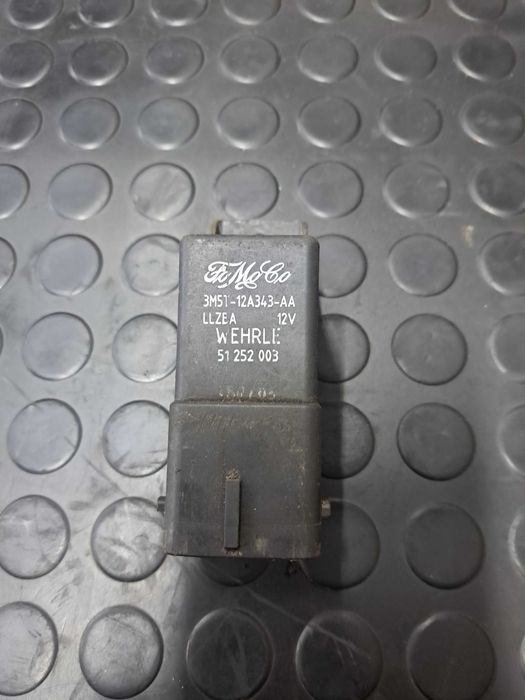 FoMoCo
3M5T-12A343-AA
LLZEA 12V
WEHRLE
51 252 003